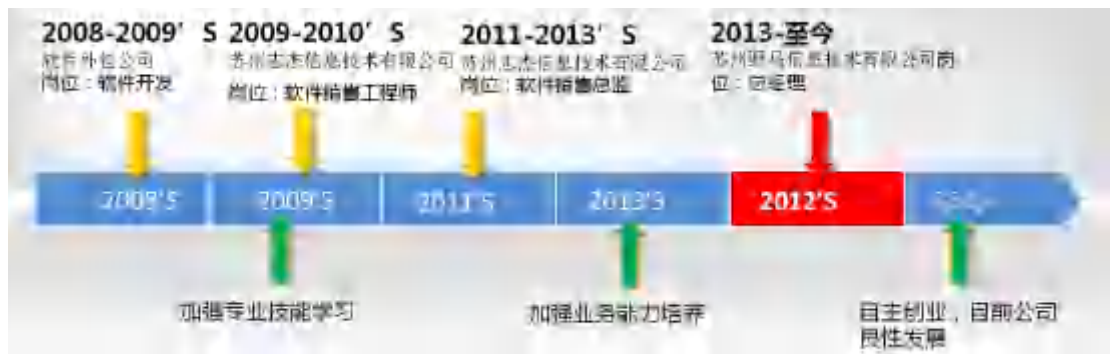 2008-2009' S
软件外包公司
岗位：软件开发
2009-2010' S
苏州志杰信息技术有限公司
岗位：软件销售工程师
2011-2013' S
苏州志杰信息技术有限公司
岗位：软件销售总监
2013-至今
苏州野马信息技术有限公司岗
位：总经理
2009'S
2011'S
2013'S
2012'S
加强专业技能学习
加强业务能力培养
自主创业，目前公司
良性发展